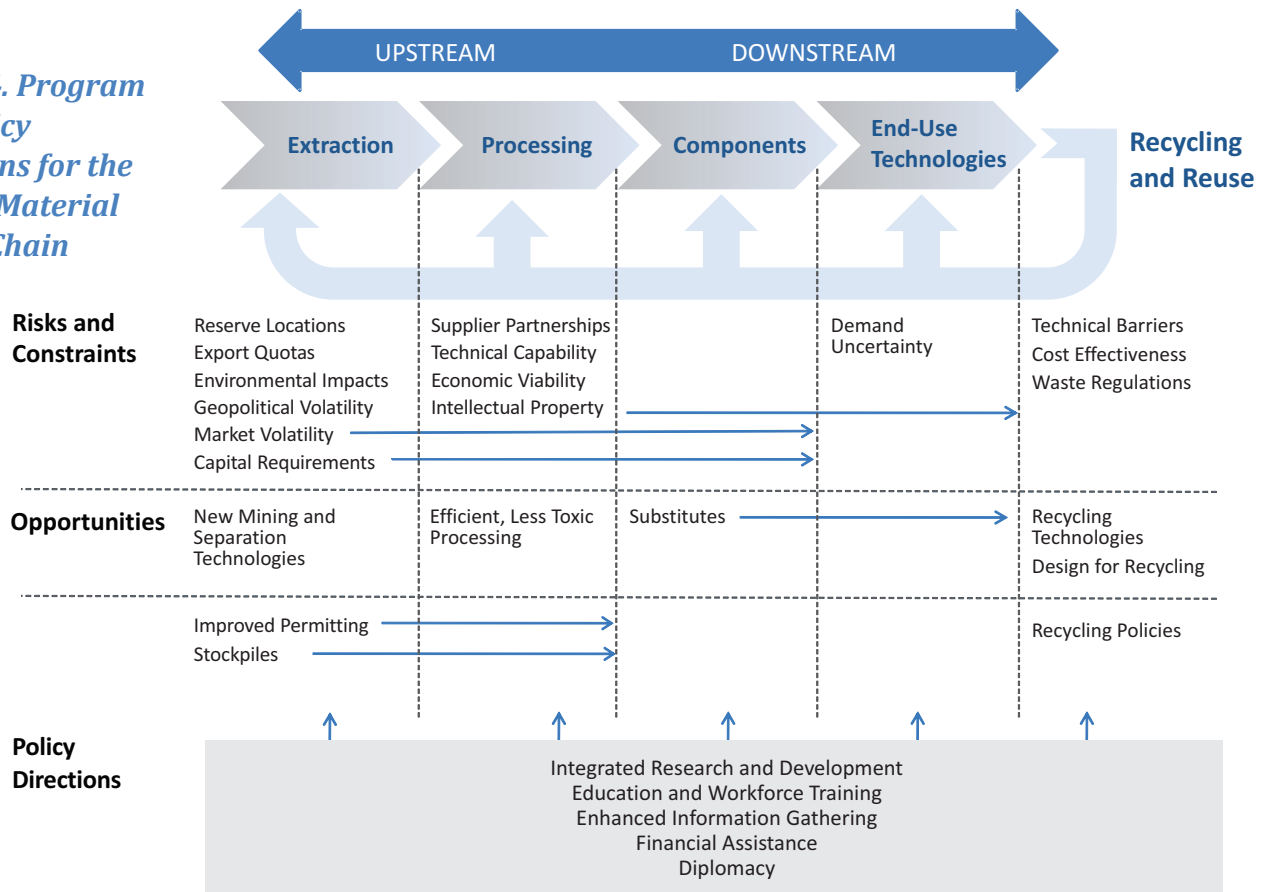 UPSTREAM DOWNSTREAM
. Program
cy
ns for the
Material
Chain
Extraction
Processing
Components
End-Use
Technologies
Recycling
and Reuse
Risks and
Constraints
Reserve Locations
Export Quotas
Environmental Impacts
Geopolitical Volatility
Market Volatility
Capital Requirements
Supplier Partnerships
Technical Capability
Economic Viability
Intellectual Property
Demand
Uncertainty
Technical Barriers
Cost Effectiveness
Waste Regulations
Opportunities
New Mining and
Separation
Technologies
Efficient, Less Toxic
Processing
Substitutes
Recycling
Technologies
Design for Recycling
Improved Permitting
Stockpiles
Recycling Policies
Policy
Directions
Integrated Research and Development
Education and Workforce Training
Enhanced Information Gathering
Financial Assistance
Diplomacy